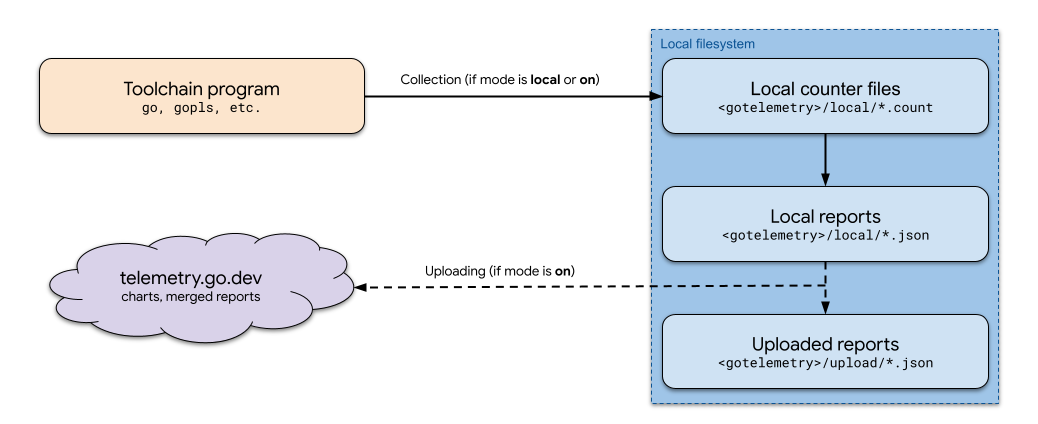 Local filesystem
Toolchain program
go, gopls, etc.
Collection (if mode is local or on)
Local counter files
<gotelemetry>/local/*.count
Local reports
<gotelemetry>/local/*.json
telemetry.go.dev
charts, merged reports
Uploading (if mode is on)
Uploaded reports
<gotelemetry>/upload/*.json